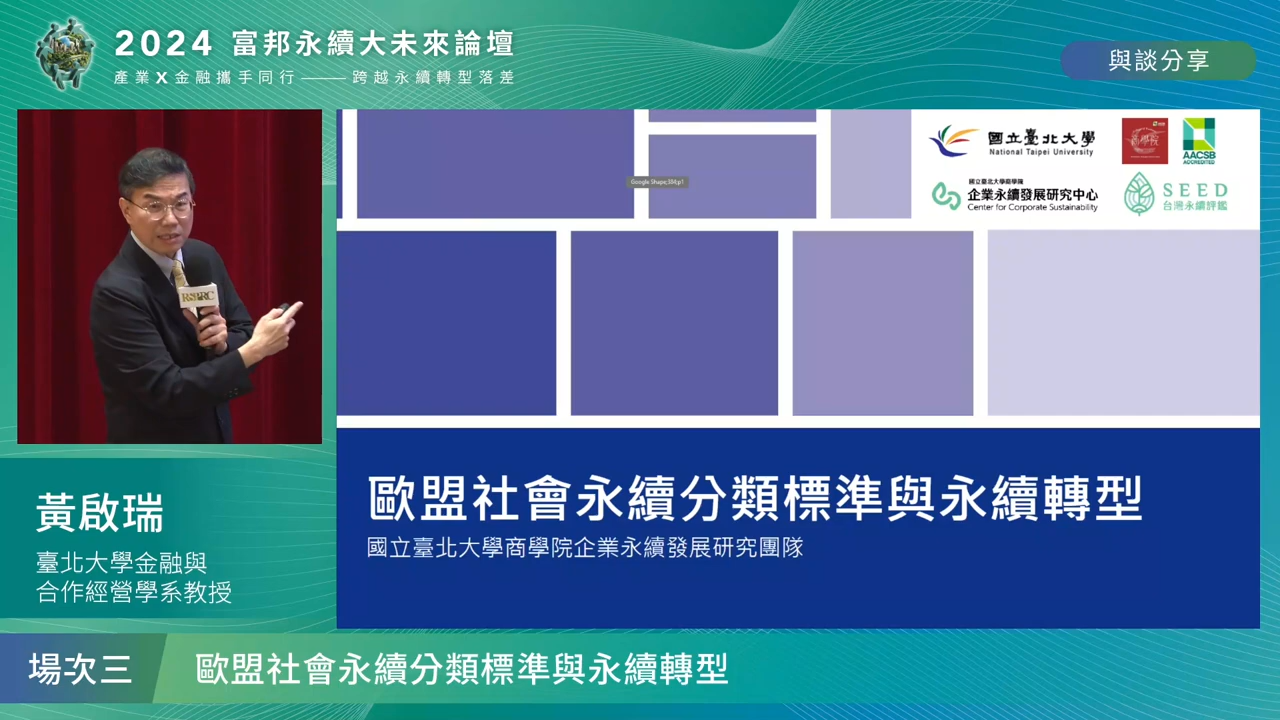 2024 富邦永續大未來論壇
產業X金融攜手同行——跨越永續轉型落差
與談分享
國立臺北大學
National Taipei University
商學院
AACSB
ACCREDITED
Google Shape;554;p1
國立臺北大學商學院
企業永續發展研究中心
Center for Corporate Sustainability
SEED
台灣永續評鑑
黃啟瑞
臺北大學金融與
合作經營學系教授
歐盟社會永續分類標準與永續轉型
國立臺北大學商學院企業永續發展研究團隊
場次三
歐盟社會永續分類標準與永續轉型